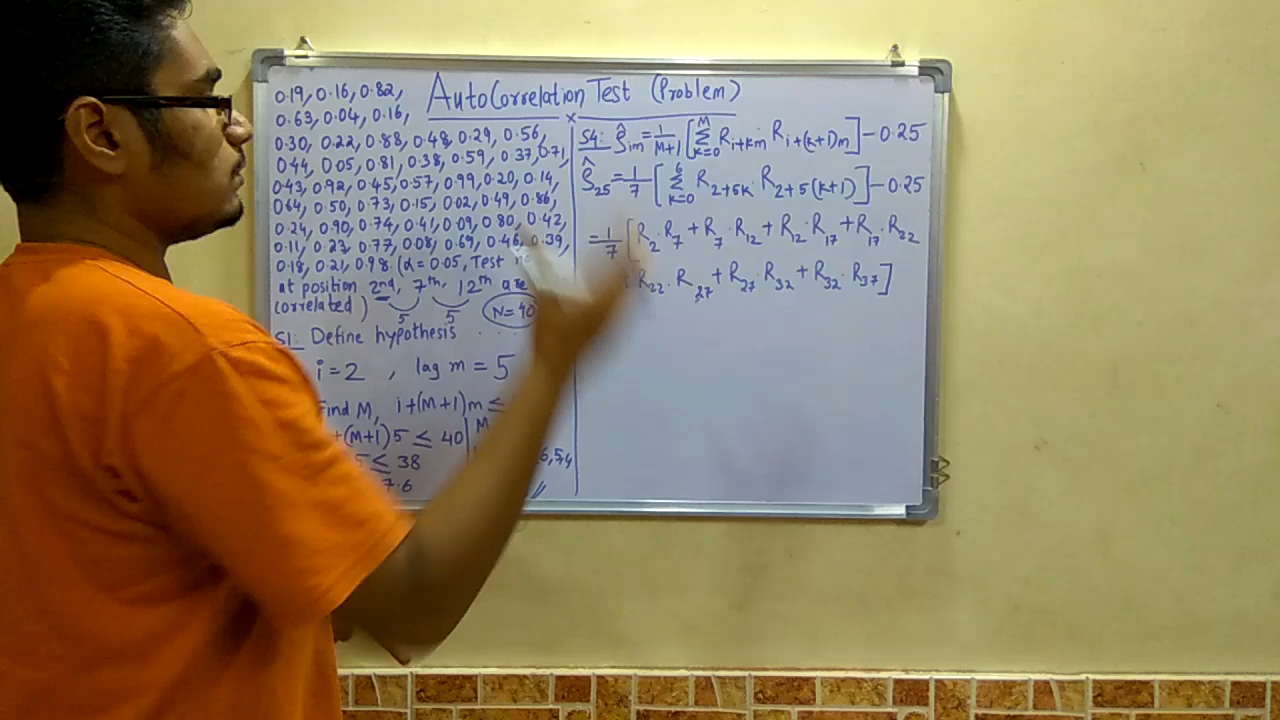 AutoCorrelation Test (Problem)
0.19, 0.16, 0.82,
0.63, 0.04, 0.16,
0.30, 0.22, 0.88, 0.48, 0.29, 0.56,
0.44, 0.05, 0.81, 0.38, 0.59, 0.37, 0.71,
0.43, 0.92, 0.45, 0.57, 0.99, 0.20, 0.14,
0.64, 0.50, 0.73, 0.15, 0.02, 0.49, 0.86,
0.24, 0.90, 0.74, 0.41, 0.09, 0.80, 0.42,
0.11, 0.23, 0.77, 0.08, 0.69, 0.46, 0.39,
0.18, 0.21, 0.98 (α = 0.05, Test
at position 2nd, 7th, 12th are
correlated)
5 5 N=40
S1: Define hypothesis
i = 2 , lag m = 5
Find M, i+(M+1)m ≤
+(M+1)5 ≤ 40 M
5 ≤ 38 6,5,4
7.6
S4: ρ̂im = 1/M+1 [Σ K=0 M Ri+km · Ri+(k+1)m] − 0.25
ρ̂25 = 1/7 [Σ K=0 6 R2+5k · R2+5(k+1)] − 0.25
= 1/7 [R2·R7 + R7·R12 + R12·R17 + R17·R22
+ R22·R27 + R27·R32 + R32·R37]